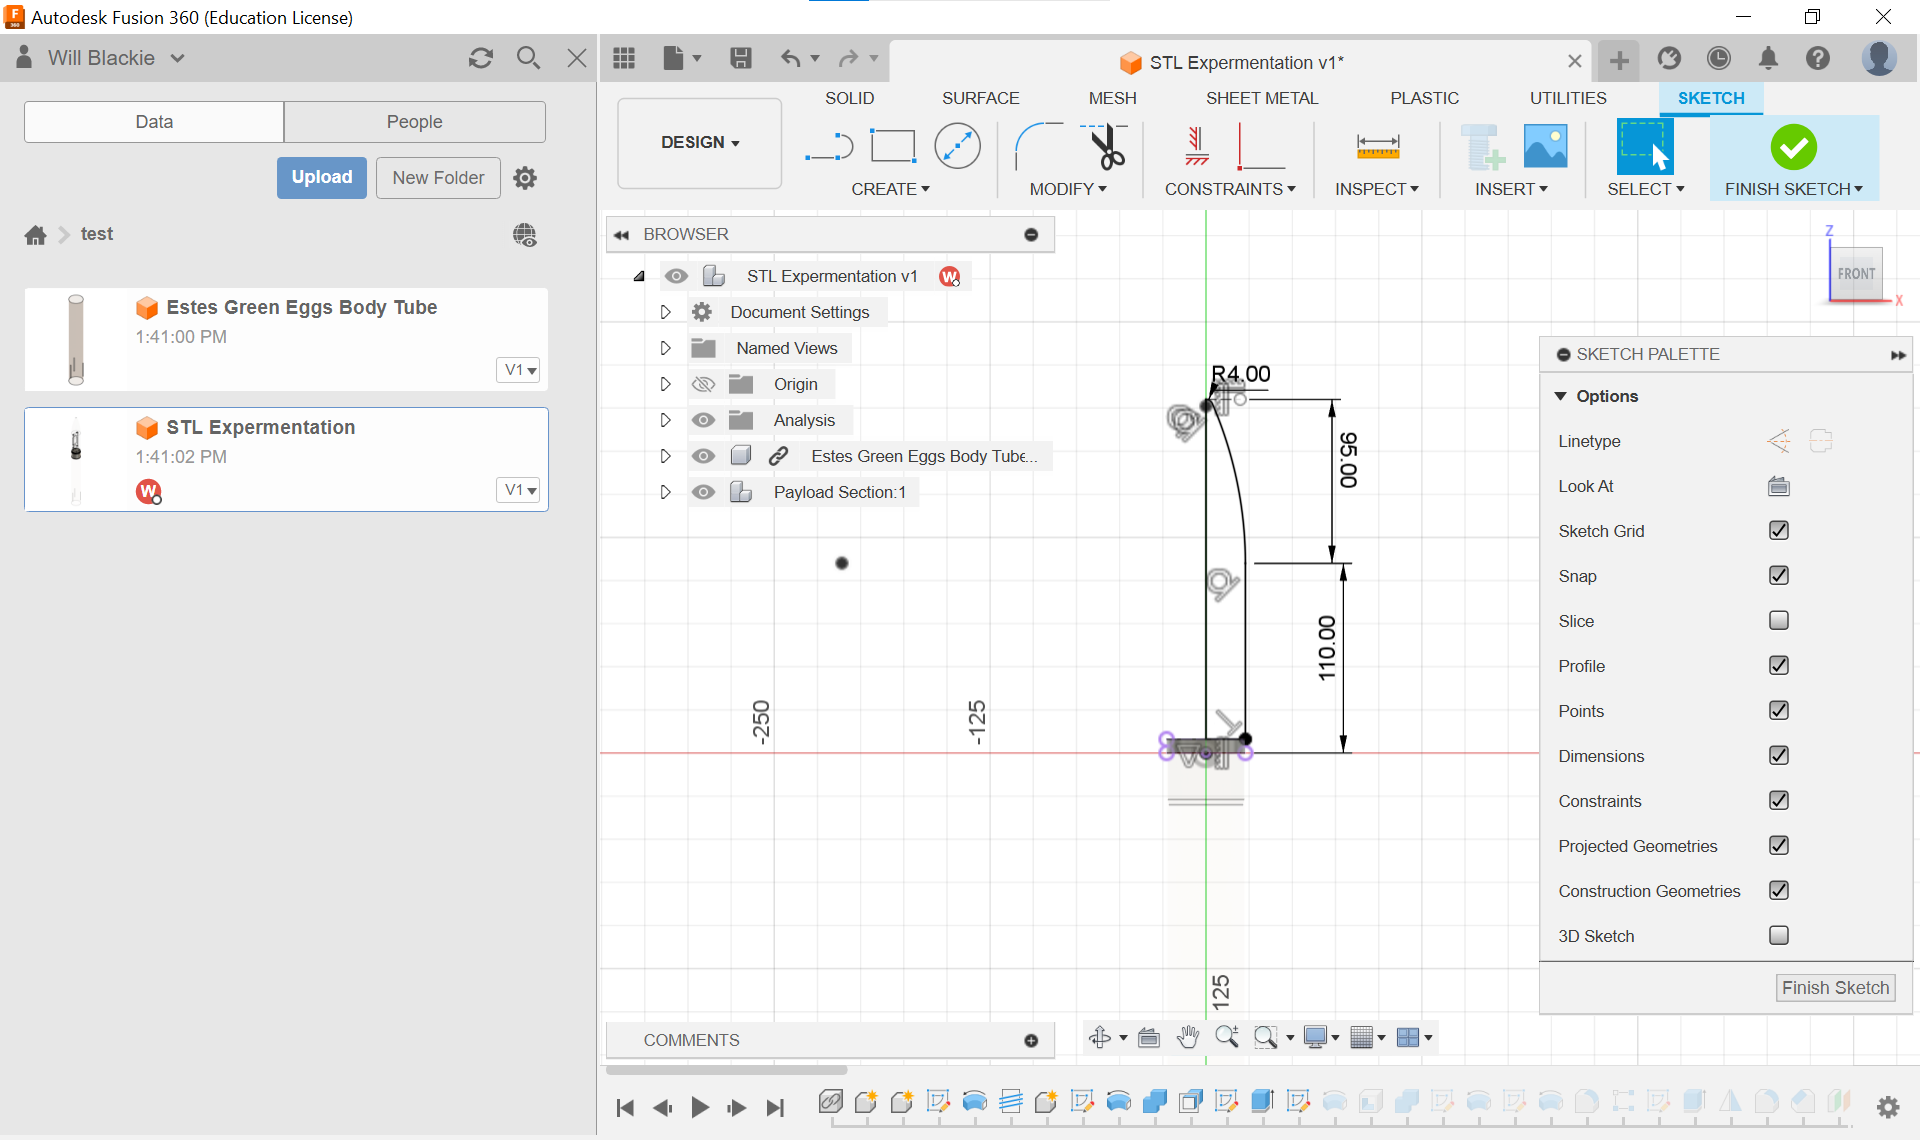 Autodesk Fusion 360 (Education License)
Will Blackie
STL Expermentation v1*
Data
People
Upload
New Folder
test
Estes Green Eggs Body Tube
1:41:00 PM
V1
STL Expermentation
1:41:02 PM
W
V1
DESIGN
SOLID
SURFACE
MESH
SHEET METAL
PLASTIC
UTILITIES
SKETCH
CREATE
MODIFY
CONSTRAINTS
INSPECT
INSERT
SELECT
FINISH SKETCH
BROWSER
STL Expermentation v1
W
Document Settings
Named Views
Origin
Analysis
Estes Green Eggs Body Tube...
Payload Section:1
Z
FRONT
X
R4.00
95.00
110.00
-250
-125
125
SKETCH PALETTE
Options
Linetype
Look At
Sketch Grid
Snap
Slice
Profile
Points
Dimensions
Constraints
Projected Geometries
Construction Geometries
3D Sketch
Finish Sketch
COMMENTS